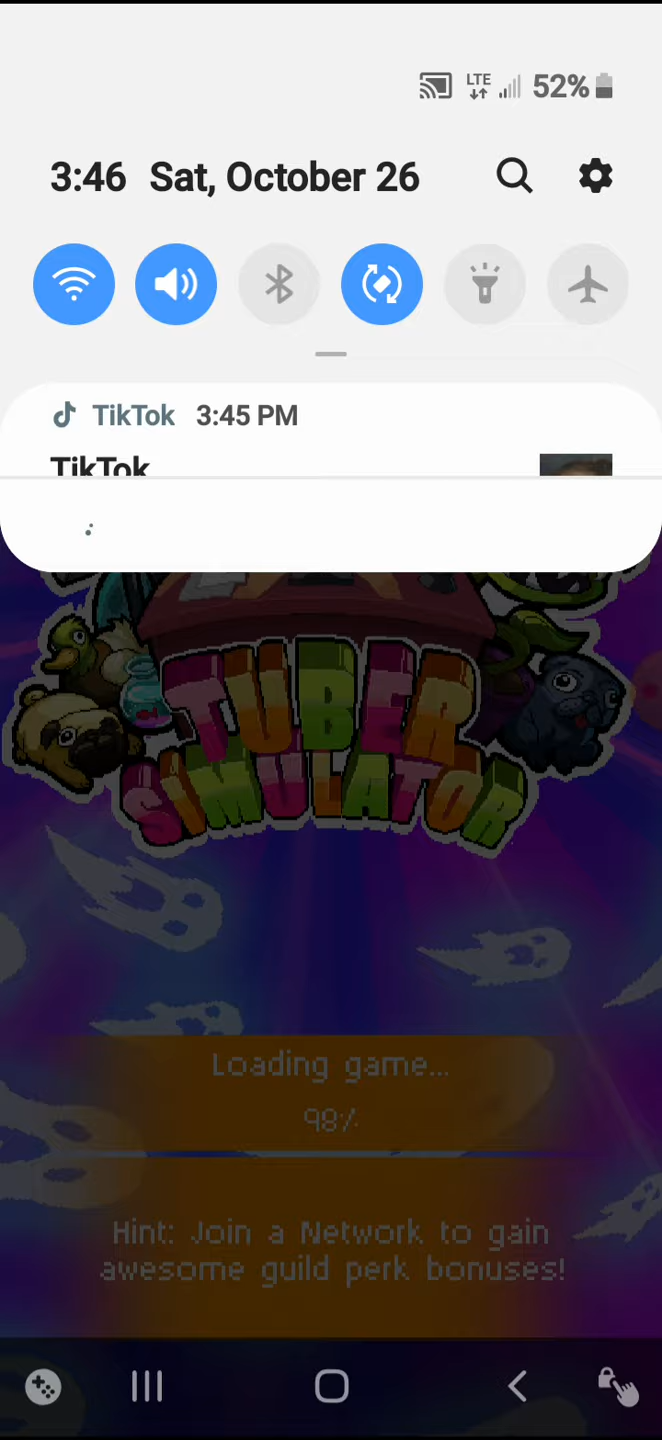 LTE 52%
3:46 Sat, October 26
TikTok 3:45 PM
TikTok
TUBER
SIMULATOR
Loading game...
98%
Hint: Join a Network to gain
awesome guild perk bonuses!